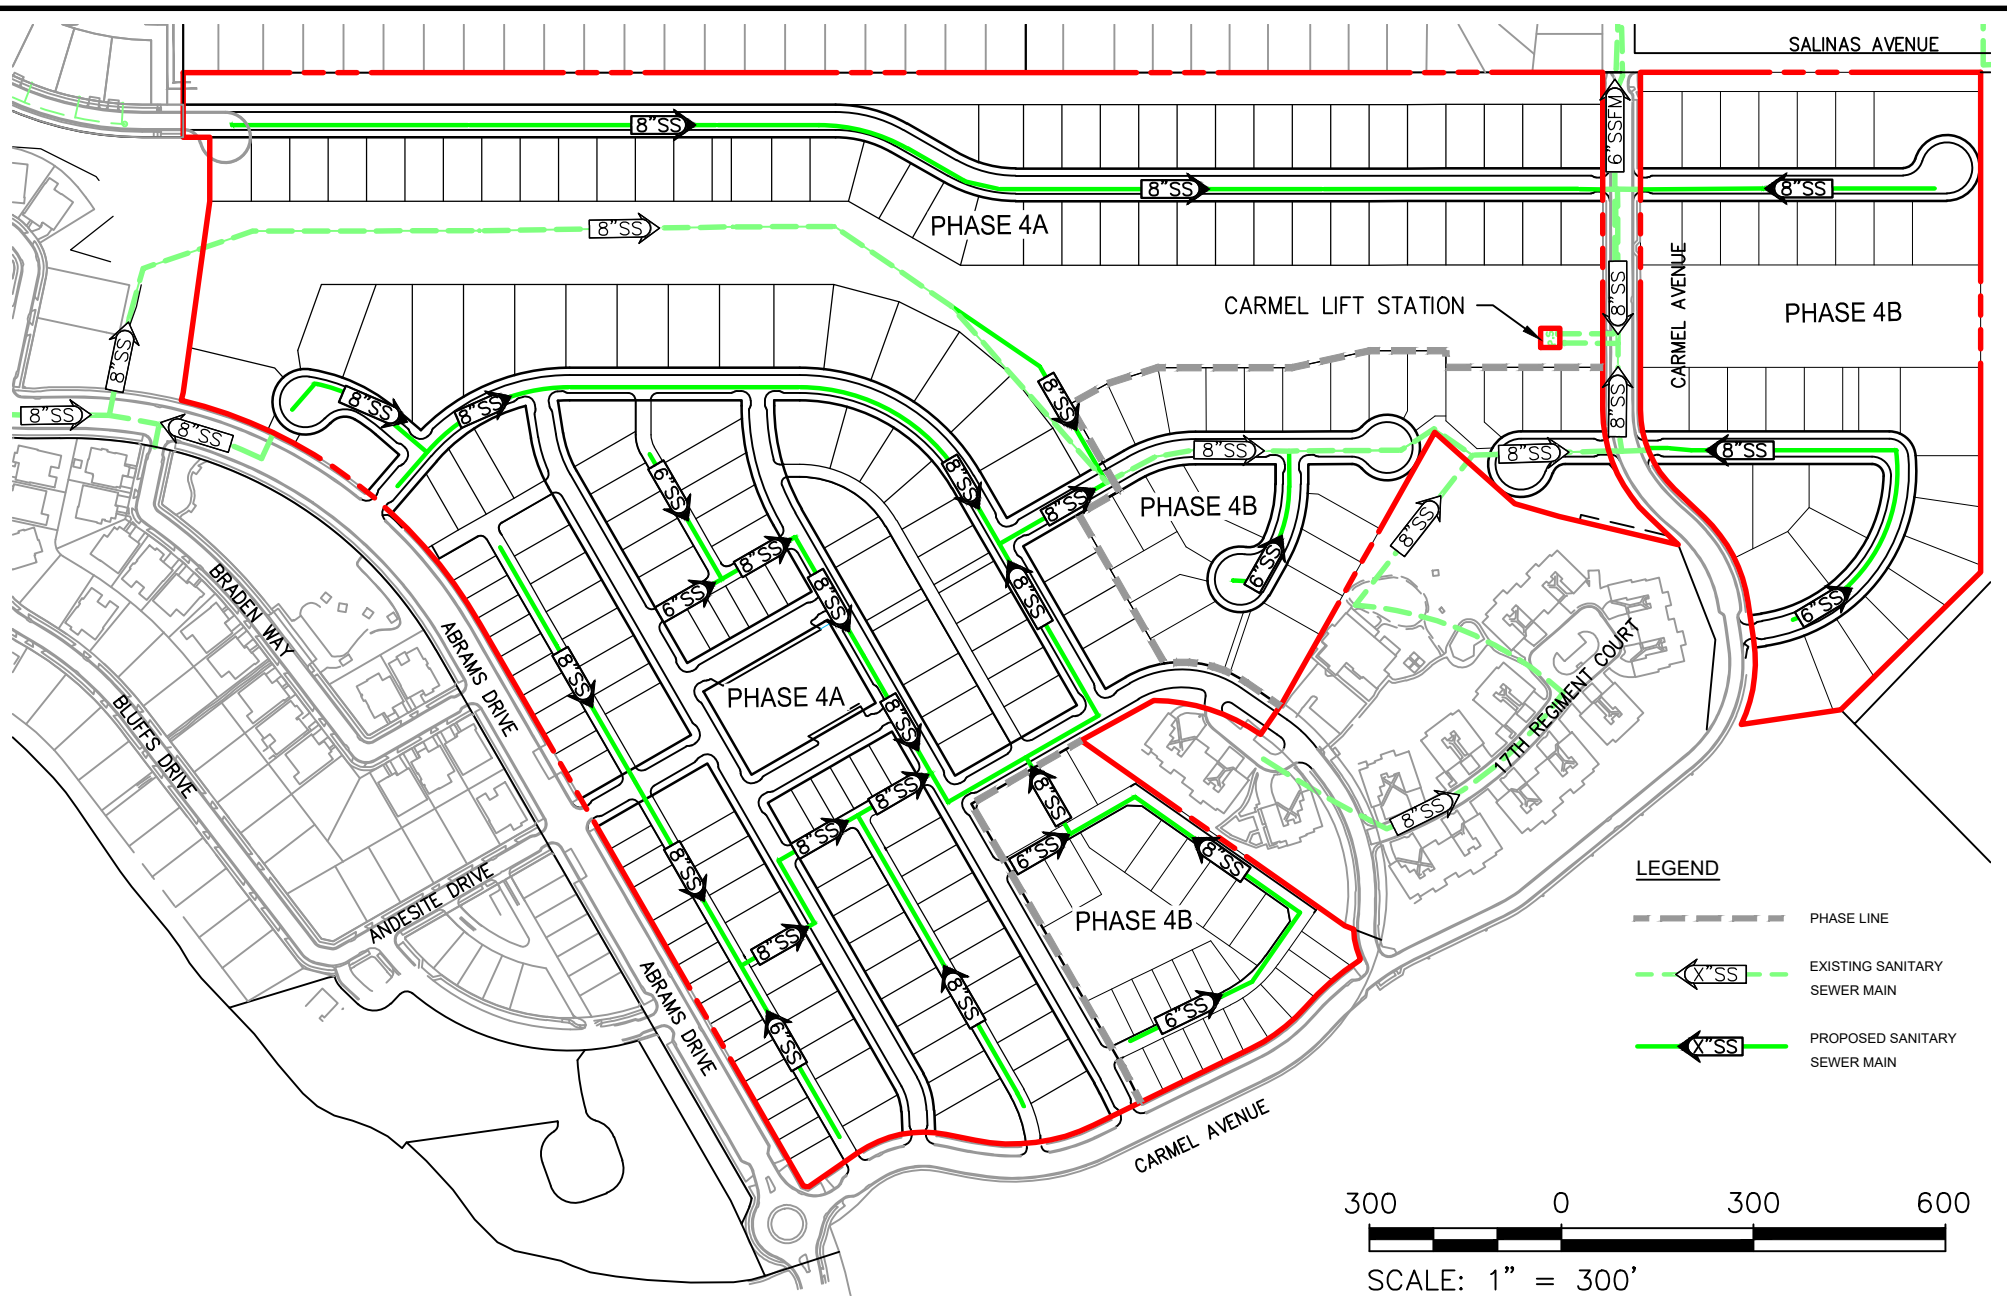 SALINAS AVENUE
8"SS
6"SSFM
8"SS
8"SS
8"SS
PHASE 4A
CARMEL AVENUE
8"SS
CARMEL LIFT STATION
PHASE 4B
8"SS
8"SS
8"SS
8"SS
8"SS
8"SS
8"SS
8"SS
8"SS
8"SS
8"SS
8"SS
6"SS
8"SS
PHASE 4B
8"SS
8"SS
6"SS
8"SS
6"SS
8"SS
8"SS
6"SS
BRADEN WAY
ABRAMS DRIVE
8"SS
PHASE 4A
8"SS
17TH REGIMENT COURT
BLUFFS DRIVE
8"SS
8"SS
8"SS
8"SS
6"SS
8"SS
8"SS
LEGEND
ANDESITE DRIVE
PHASE 4B
PHASE LINE
8"SS
ABRAMS DRIVE
8"SS
6"SS
6"SS
X"SS
EXISTING SANITARY
SEWER MAIN
X"SS
PROPOSED SANITARY
SEWER MAIN
CARMEL AVENUE
300 0 300 600
SCALE: 1" = 300'